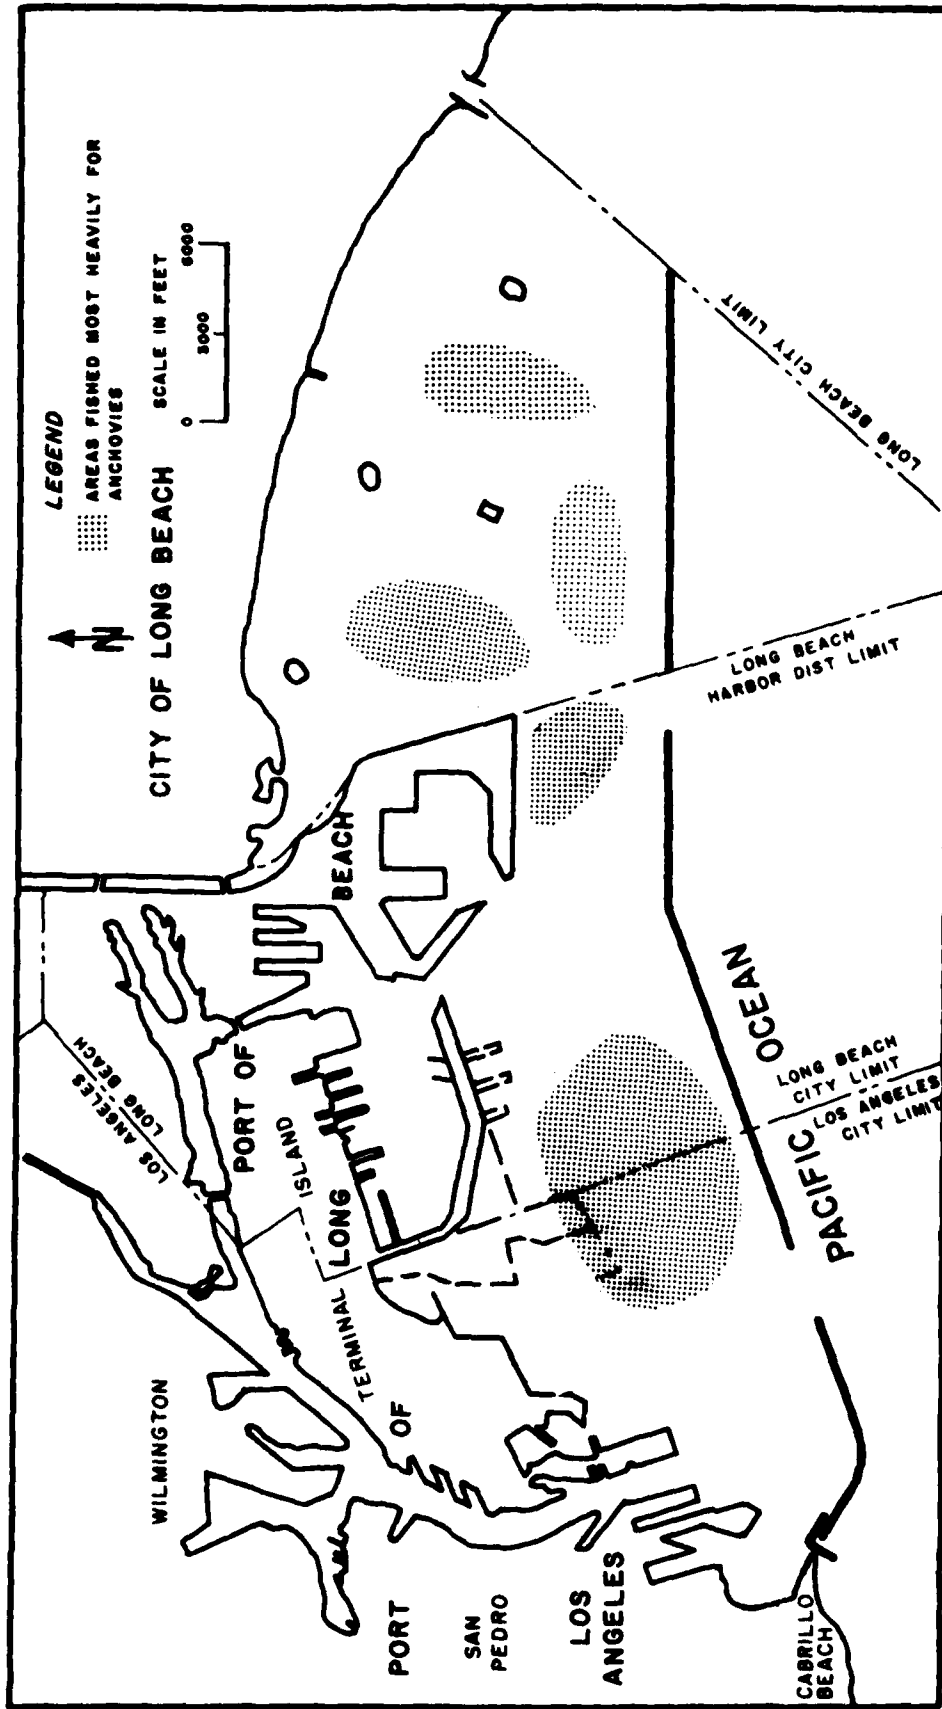 LEGEND
AREAS FISHED MOST HEAVILY FOR
ANCHOVIES
N
SCALE IN FEET
0 3000 6000
CITY OF LONG BEACH
WILMINGTON
LOS ANGELES
LONG BEACH
PORT OF
LONG
BEACH
TERMINAL
ISLAND
PORT
OF
LOS
ANGELES
SAN
PEDRO
CABRILLO
BEACH
PACIFIC
OCEAN
LONG BEACH
CITY LIMIT
LOS ANGELES
CITY LIMIT
LONG BEACH
HARBOR DIST LIMIT
LONG BEACH CITY LIMIT